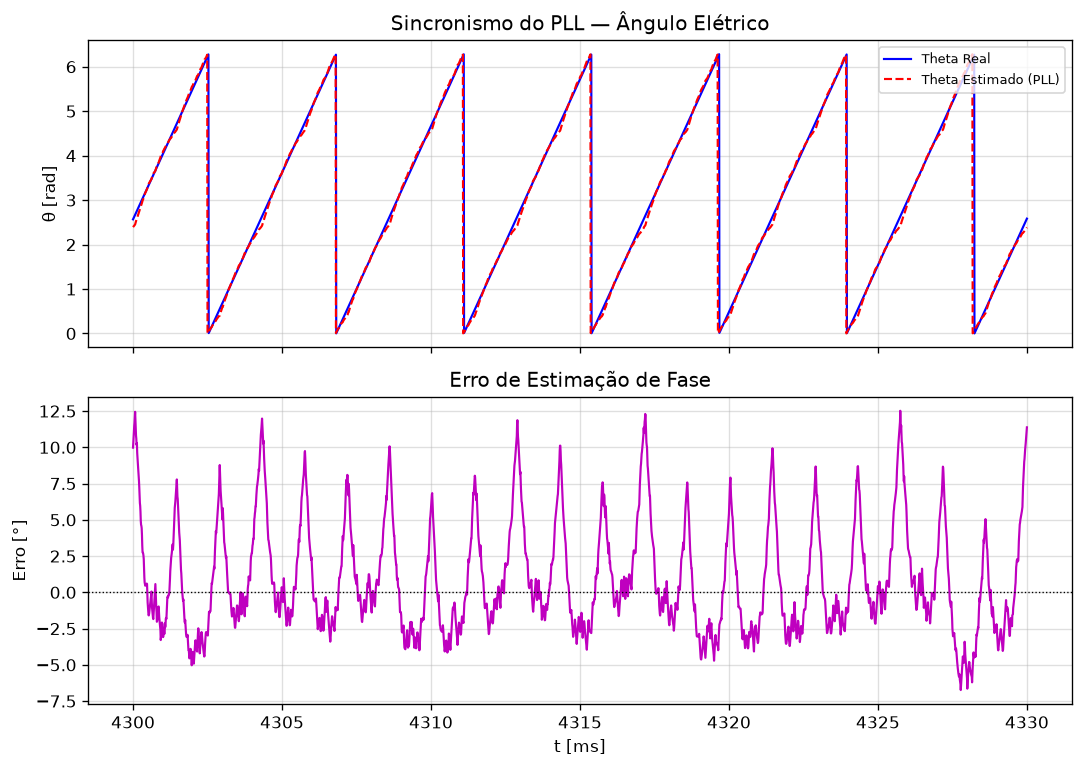 Sincronismo do PLL — Ângulo Elétrico
Theta Real
Theta Estimado (PLL)
θ [rad]
6
5
4
3
2
1
0
Erro de Estimação de Fase
Erro [°]
12.5
10.0
7.5
5.0
2.5
0.0
−2.5
−5.0
−7.5
4300 4305 4310 4315 4320 4325 4330
t [ms]